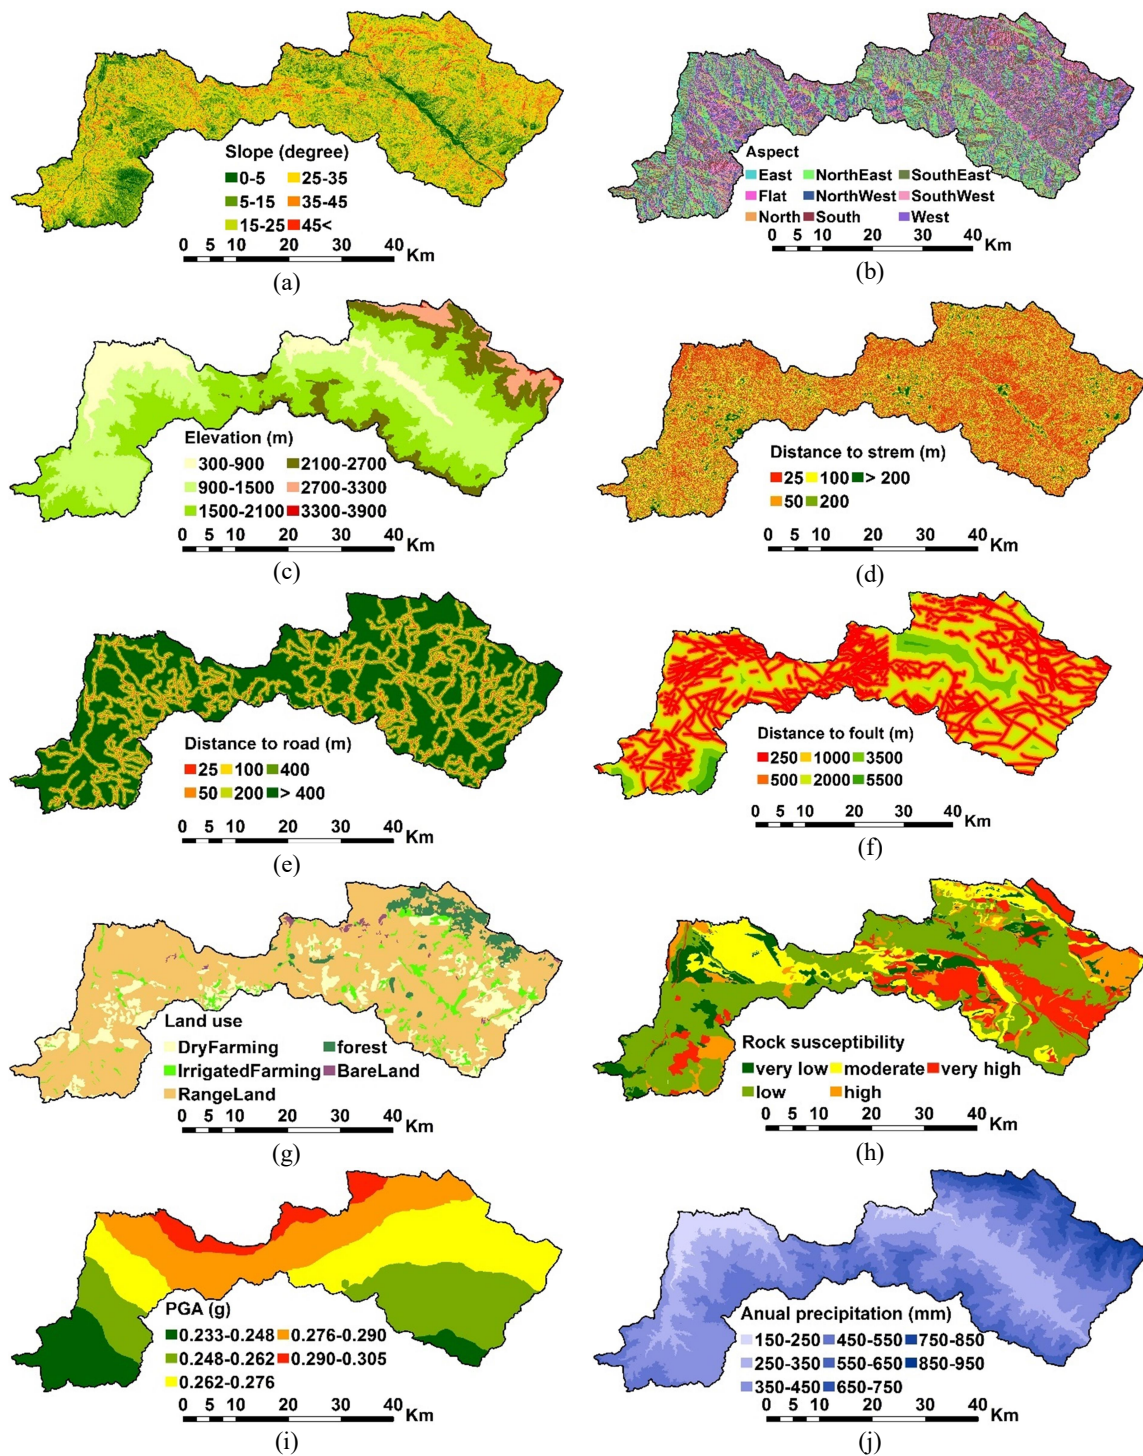 Slope (degree)
0-5 25-35
5-15 35-45
15-25 45<
0 5 10 20 30 40
Km
(a)
Aspect
East NorthEast SouthEast
Flat NorthWest SouthWest
North South West
0 5 10 20 30 40
Km
(b)
Elevation (m)
300-900 2100-2700
900-1500 2700-3300
1500-2100 3300-3900
0 5 10 20 30 40
Km
(c)
Distance to strem (m)
25 100 > 200
50 200
0 5 10 20 30 40
Km
(d)
Distance to road (m)
25 100 400
50 200 > 400
0 5 10 20 30 40
Km
(e)
Distance to foult (m)
250 1000 3500
500 2000 5500
0 5 10 20 30 40
Km
(f)
Land use
DryFarming forest
IrrigatedFarming BareLand
RangeLand
0 5 10 20 30 40
Km
(g)
Rock susceptibility
very low moderate very high
low high
0 5 10 20 30 40
Km
(h)
PGA (g)
0.233-0.248 0.276-0.290
0.248-0.262 0.290-0.305
0.262-0.276
0 5 10 20 30 40
Km
(i)
Anual precipitation (mm)
150-250 450-550 750-850
250-350 550-650 850-950
350-450 650-750
0 5 10 20 30 40
Km
(j)